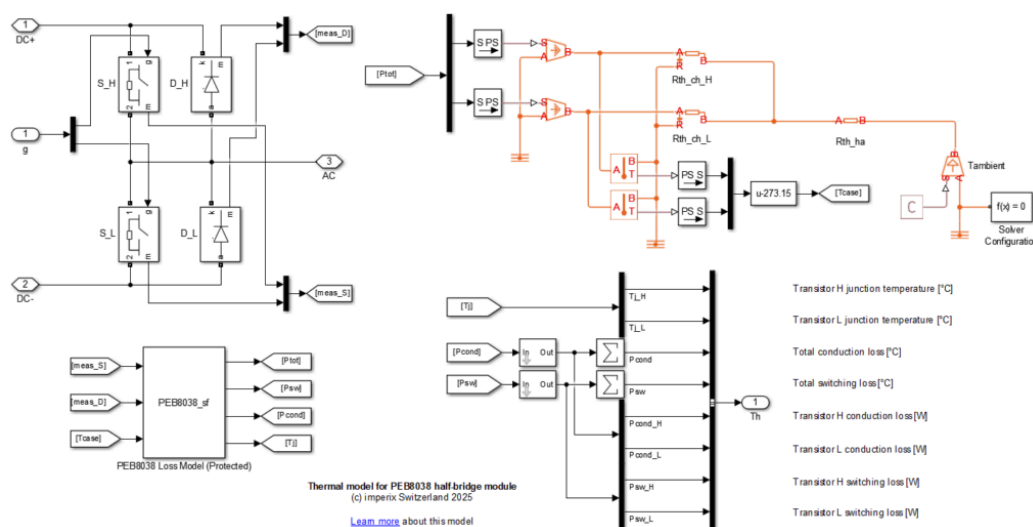 1
DC+
[meas_D]
S_H
D_H
1
g
m
2
k
m
a
1
g
3
AC
S_L
D_L
1
g
m
2
k
m
a
2
DC-
[meas_S]
[Ptot]
S PS
S
B
A
A
B
R
Rth_ch_H
S PS
S
B
A
A
B
R
Rth_ch_L
A
B
Rth_ha
A
B
T
PS S
A
B
T
PS S
u-273.15
[Tcase]
Tambient
C
f(x) = 0
Solver
Configuration
[meas_S]
[meas_D]
[Tcase]
PEB8038_sf
[Ptot]
[Psw]
[Pcond]
[Tj]
PEB8038 Loss Model (Protected)
[Tj]
[Pcond]
In Out
∑
[Psw]
In Out
∑
Tj_H
Tj_L
Pcond
Psw
Pcond_H
Pcond_L
Psw_H
Psw_L
1
Th
Transistor H junction temperature [°C]
Transistor L junction temperature [°C]
Total conduction loss [°C]
Total switching loss [°C]
Transistor H conduction loss [W]
Transistor L conduction loss [W]
Transistor H switching loss [W]
Transistor L switching loss [W]
Thermal model for PEB8038 half-bridge module
(c) imperix Switzerland 2025
Learn more about this model